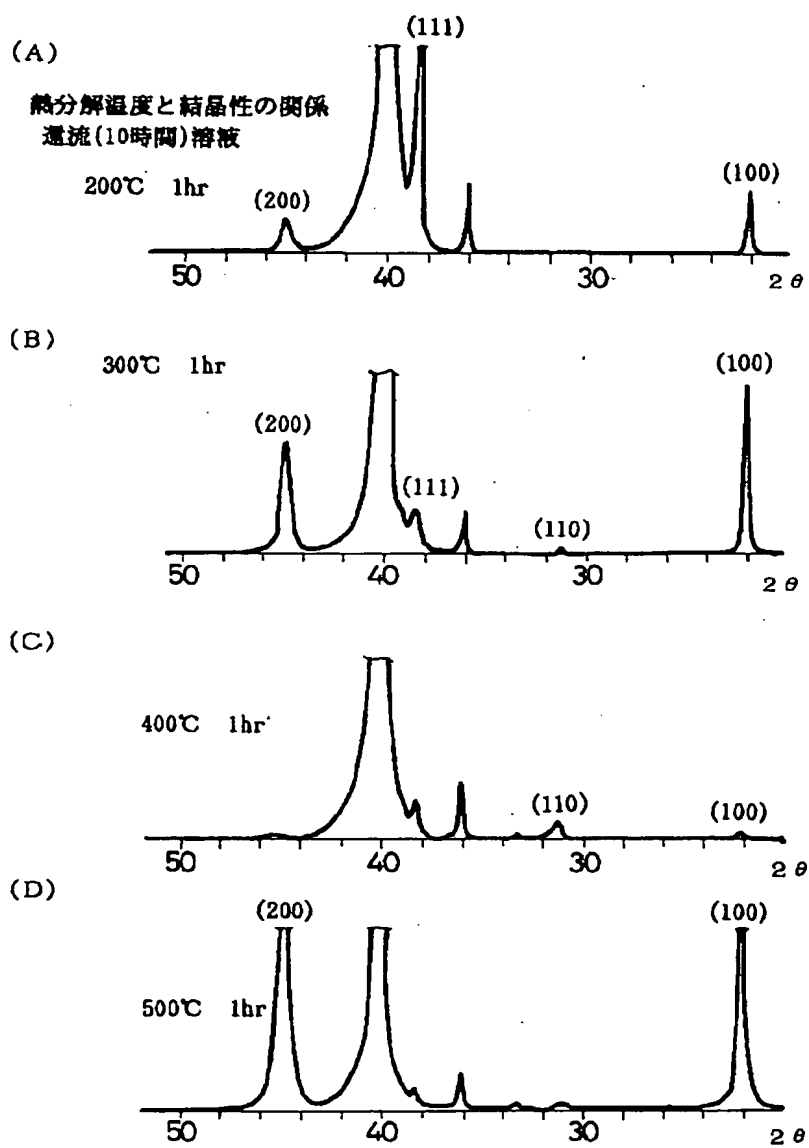 (A)
(111)
熱分解温度と結晶性の関係
還流(10時間)溶液
200℃ 1hr
(200)
(100)
50 40 30 2θ
(B)
300℃ 1hr
(100)
(200)
(111)
(110)
50 40 30 2θ
(C)
400℃ 1hr
(110)
(100)
50 40 30 2θ
(D)
(200)
(100)
500℃ 1hr
50 40 30 2θ